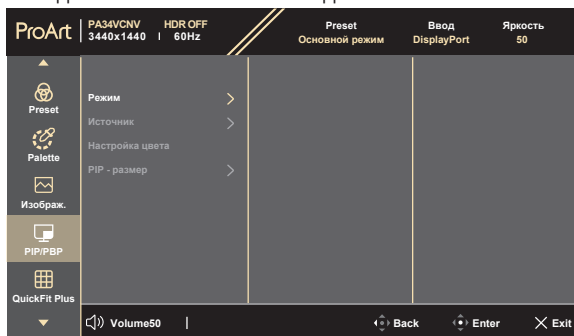 ProArt
PA34VCNV HDR OFF
3440x1440 I 60Hz
Preset
Основной режим
Ввод
DisplayPort
Яркость
50
Preset
Palette
Изображ.
PIP/PBP
QuickFit Plus
Режим
Источник
Настройка цвета
PIP - размер
Volume50 |
Back
Enter
Exit